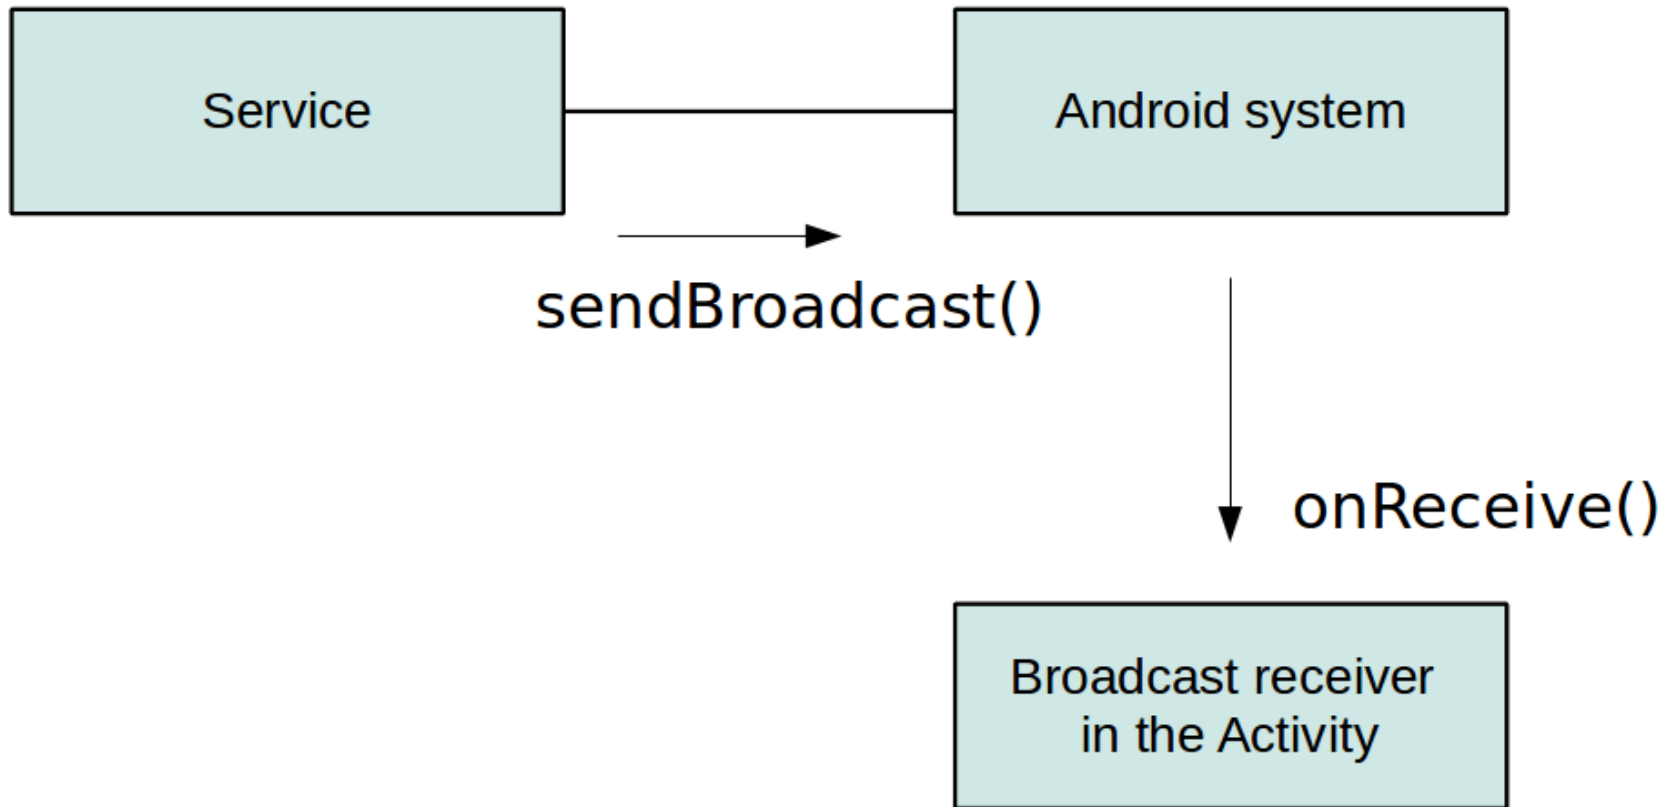 Service
Android system
sendBroadcast()
onReceive()
Broadcast receiver
in the Activity